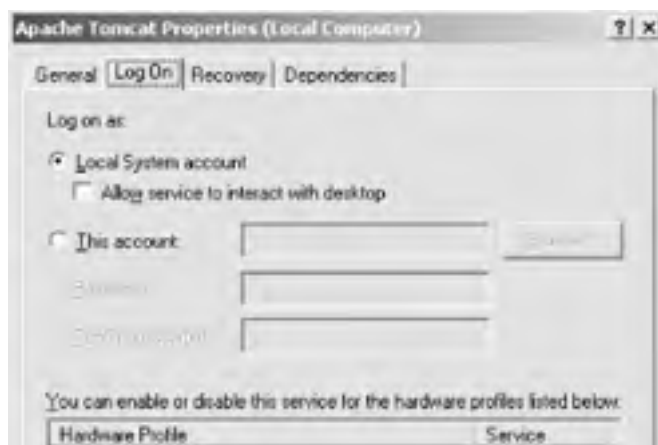 Apache Tomcat Properties (Local Computer)
General Log On Recovery Dependencies
Log on as:
Local System account
Allow service to interact with desktop
This account:
You can enable or disable this service for the hardware profiles listed below:
Hardware Profile Service